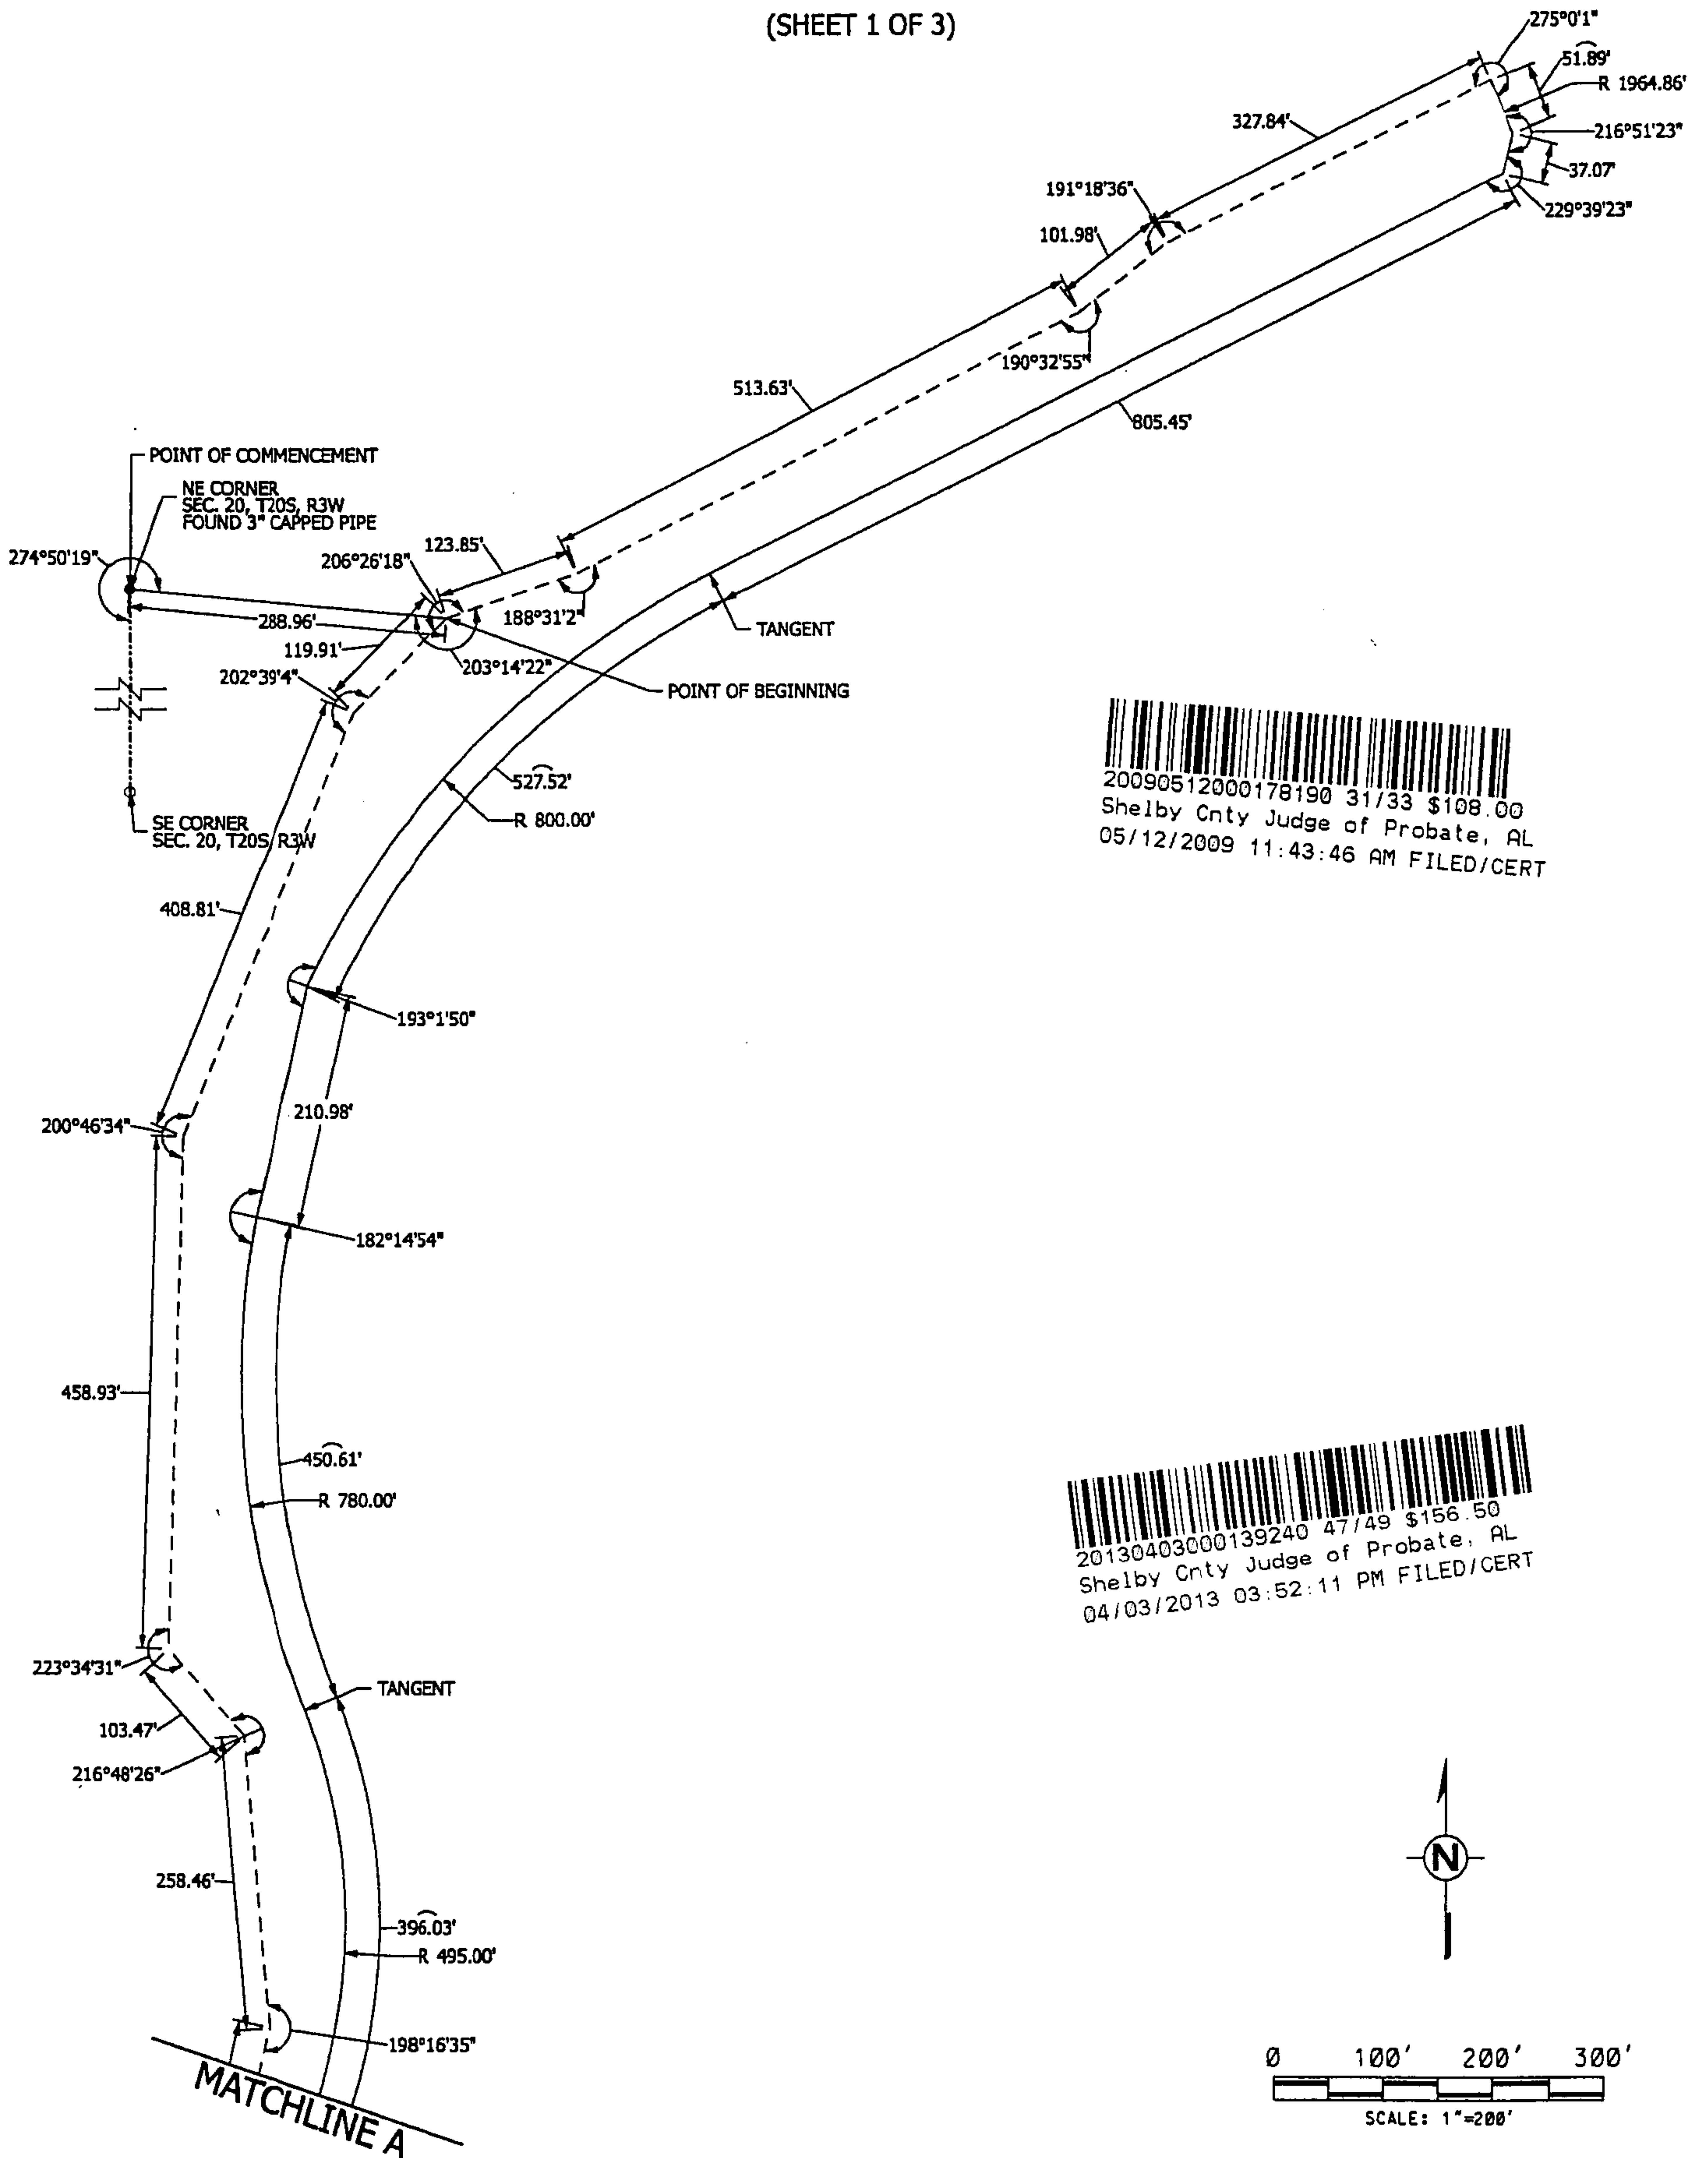 (SHEET 1 OF 3)
275°0'1"
51.89'
R 1964.86'
327.84'
216°51'23"
37.07'
191°18'36"
229°39'23"
101.98'
190°32'55"
513.63'
805.45'
POINT OF COMMENCEMENT
NE CORNER
SEC. 20, T20S, R3W
FOUND 3" CAPPED PIPE
274°50'19"
123.85'
206°26'18"
288.96'
188°31'2"
TANGENT
119.91'
203°14'22"
202°39'4"
POINT OF BEGINNING
527.52'
R 800.00'
SE CORNER
SEC. 20, T20S, R3W
20090512000178190 31/33 $108.00
Shelby Cnty Judge of Probate, AL
05/12/2009 11:43:46 AM FILED/CERT
408.81'
193°1'50"
210.98'
200°46'34"
182°14'54"
458.93'
450.61'
R 780.00'
20130403000139240 47/49 $156.50
Shelby Cnty Judge of Probate, AL
04/03/2013 03:52:11 PM FILED/CERT
223°34'31"
TANGENT
103.47'
216°48'26"
258.46'
N
396.03'
R 495.00'
198°16'35"
MATCHLINE A
0 100' 200' 300'
SCALE: 1"=200'